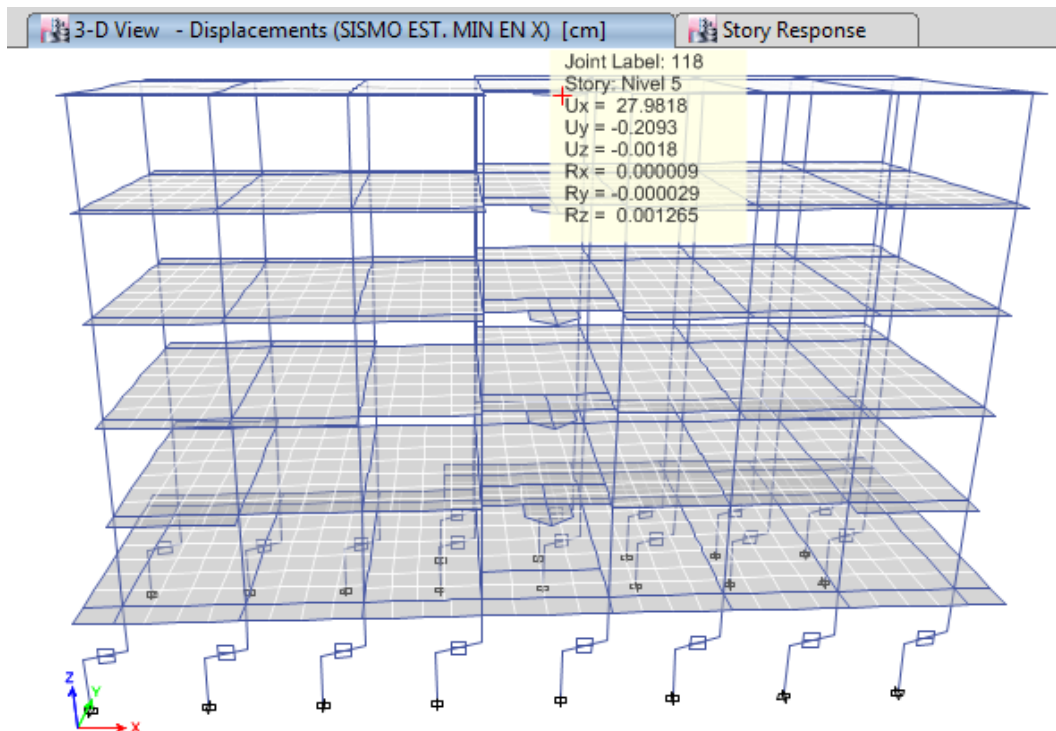 3-D View - Displacements (SISMO EST. MIN EN X) [cm]
Story Response
Joint Label: 118
Story: Nivel 5
Ux = 27.9818
Uy = -0.2093
Uz = -0.0018
Rx = 0.000009
Ry = -0.000029
Rz = 0.001265
Z
Y
X